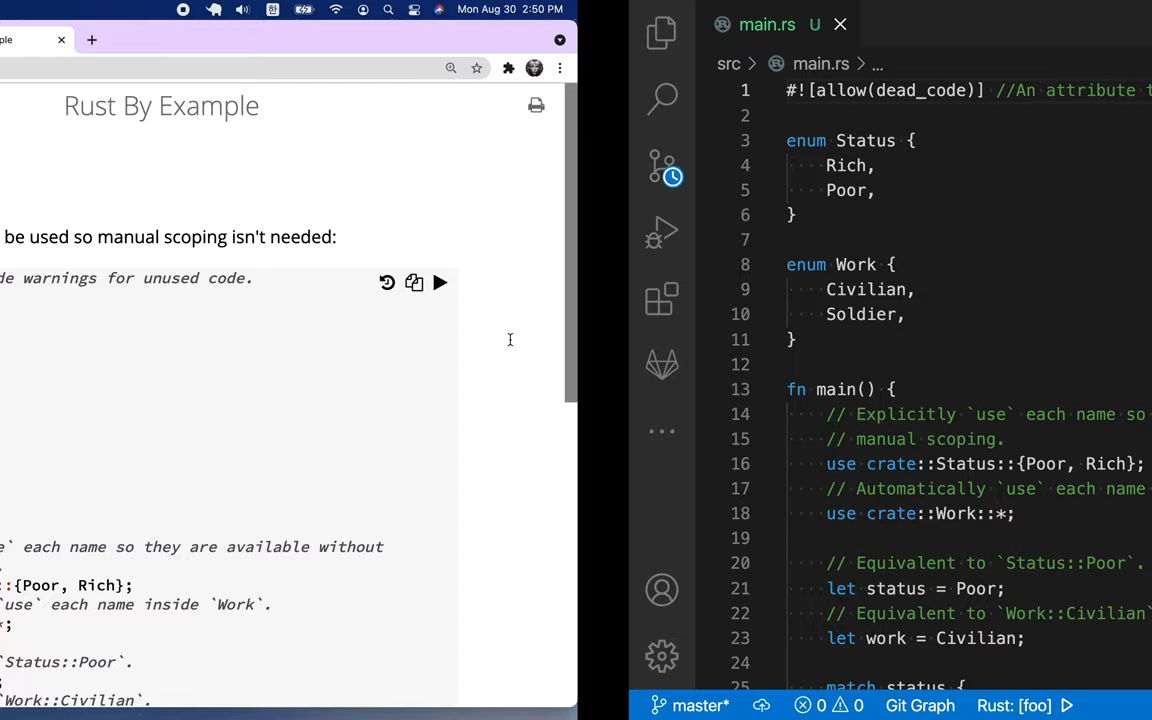 Mon Aug 30 2:50 PM
ple
Rust By Example
be used so manual scoping isn't needed:
de warnings for unused code.
e` each name so they are available without
::{Poor, Rich};
`use` each name inside `Work`.
*;
`Status::Poor`.
;
`Work::Civilian`.
main.rs U
src > main.rs > ...
1 #![allow(dead_code)] //An attribute t
2
3 enum Status {
4 Rich,
5 Poor,
6 }
7
8 enum Work {
9 Civilian,
10 Soldier,
11 }
12
13 fn main() {
14 // Explicitly `use` each name so
15 // manual scoping.
16 use crate::Status::{Poor, Rich};
17 // Automatically `use` each name
18 use crate::Work::*;
19
20 // Equivalent to `Status::Poor`.
21 let status = Poor;
22 // Equivalent to `Work::Civilian`
23 let work = Civilian;
24
25 match status {
master* 0 0 Git Graph Rust: [foo]